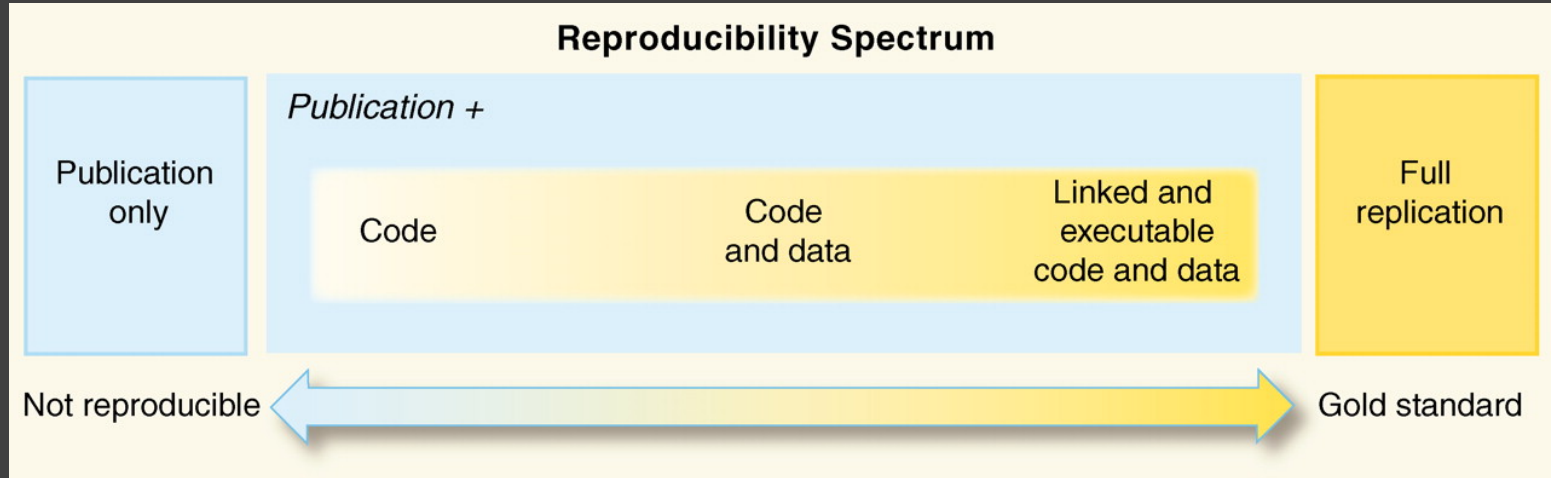 Reproducibility Spectrum
Publication
only
Publication +
Code
Code
and data
Linked and
executable
code and data
Full
replication
Not reproducible
Gold standard